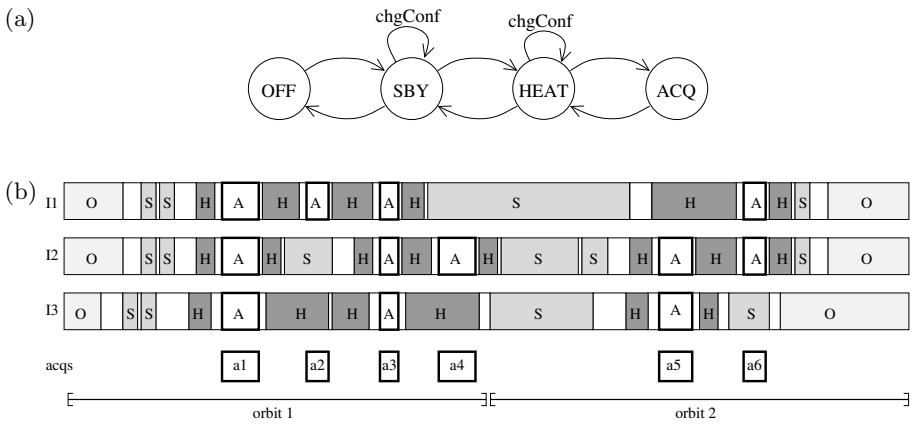 (a)
chgConf chgConf
OFF SBY HEAT ACQ
(b)
I1 O S S H A H A H A H S H A H S O
I2 O S S H A H S H A A H S S H A H A H S O
I3 O S S H A H H A H S H A H S O
acqs a1 a2 a3 a4 a5 a6
orbit 1 orbit 2